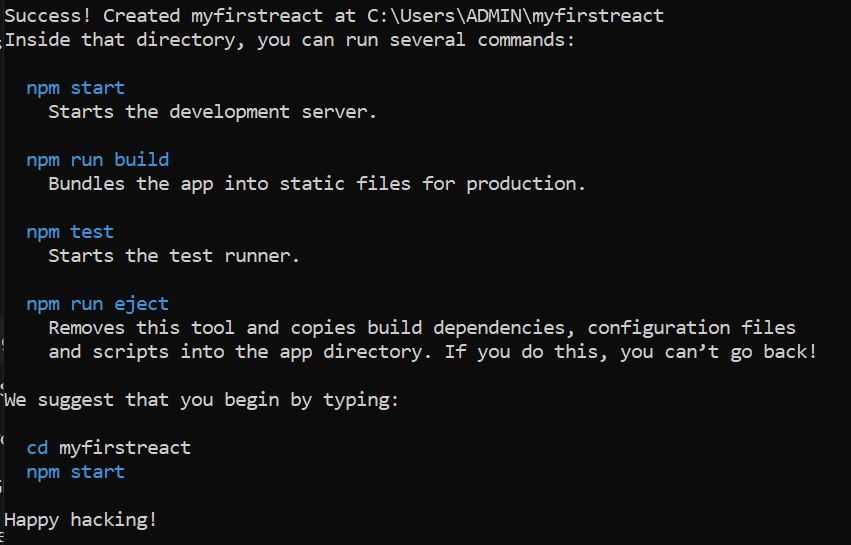 Success! Created myfirstreact at C:\Users\ADMIN\myfirstreact
Inside that directory, you can run several commands:
npm start
Starts the development server.
npm run build
Bundles the app into static files for production.
npm test
Starts the test runner.
npm run eject
Removes this tool and copies build dependencies, configuration files
and scripts into the app directory. If you do this, you can’t go back!
We suggest that you begin by typing:
cd myfirstreact
npm start
Happy hacking!